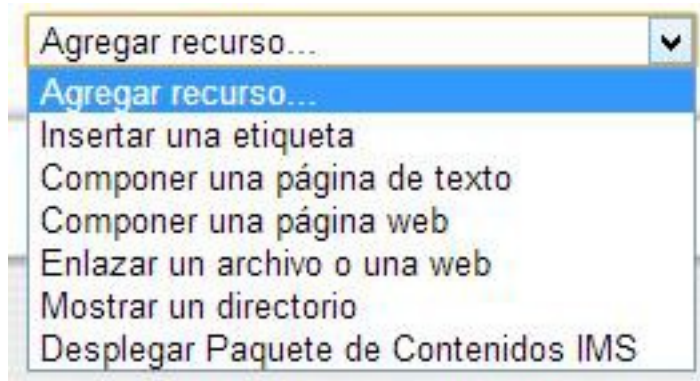 Agregar recurso...
Agregar recurso...
Insertar una etiqueta
Componer una página de texto
Componer una página web
Enlazar un archivo o una web
Mostrar un directorio
Desplegar Paquete de Contenidos IMS